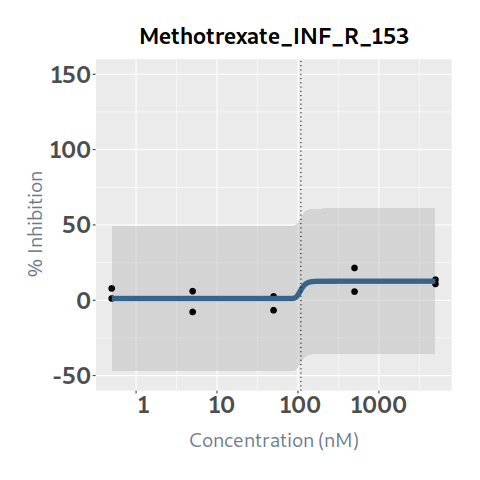 Methotrexate_INF_R_153
150
100
50
0
-50
% Inhibition
1 10 100 1000
Concentration (nM)